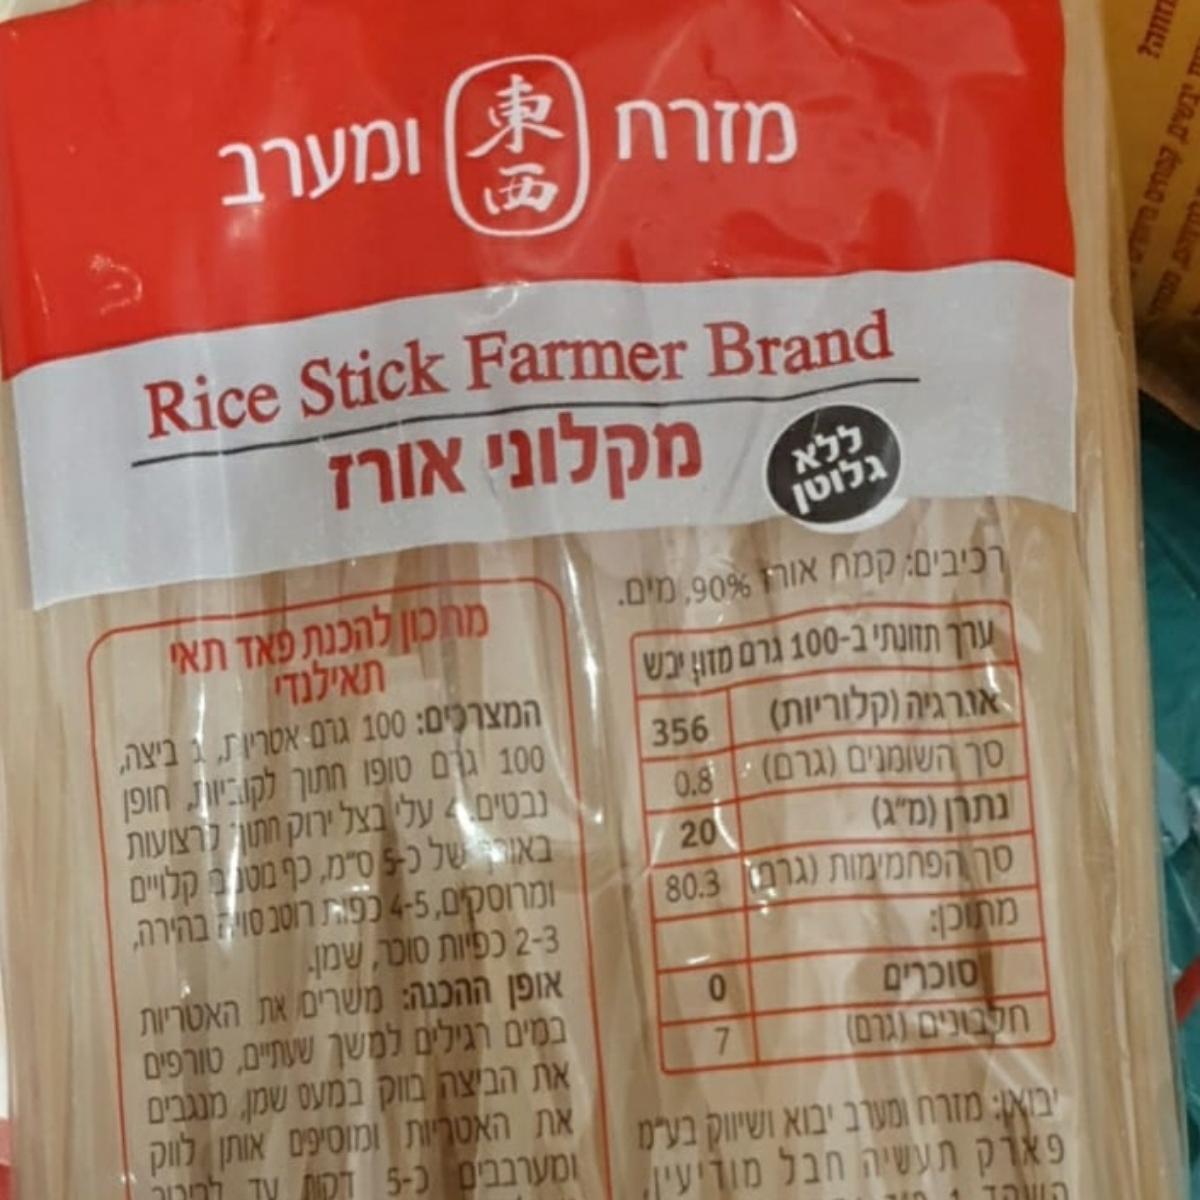 מזרח 東西 ומערב
Rice Stick Farmer Brand
מקלוני אורז
ללא
גלוטן
רכיבים: קמח אורז 90%, מים.
ערך תזונתי ב-100 גרם מזון יבש
אנרגיה (קלוריות) 356
סך השומנים (גרם) 0.8
נתרן (מ"ג) 20
סך הפחמימות (גרם) 80.3
מתוכן:
סוכרים 0
חלבונים (גרם) 7
יבואן: מזרח ומערב יבוא ושיווק בע"מ
פארק תעשיה חבל מודיעין,
מתכון להכנת פאד תאי
תאילנדי
המצרכים: 100 גרם אטריות, ביצה,
100 גרם טופו חתוך לקוביות, חופן
נבטים, 4 עלי בצל ירוק חתוך לרצועות
באורך של כ-5 ס"מ, כף בוטנים קלויים
ומרוסקים, 4-5 כפות רוטב סויה בהירה,
2-3 כפיות סוכר, שמן.
אופן ההכנה: משרים את האטריות
במים רגילים למשך שעתיים, טורפים
את הביצה בווק במעט שמן, מנגבים
את האטריות ומוסיפים אותן לווק
ומערבבים כ-5 דקות עד לריכוך